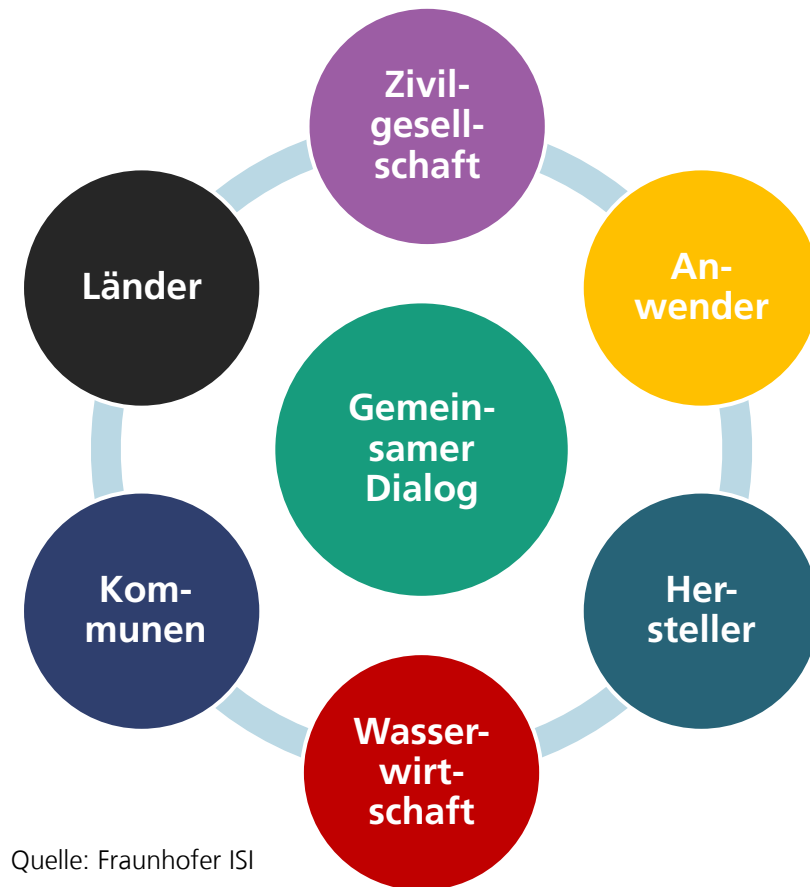 Zivil-
gesell-
schaft
An-
wender
Länder
Gemein-
samer
Dialog
Her-
steller
Kom-
munen
Wasser-
wirt-
schaft
Quelle: Fraunhofer ISI